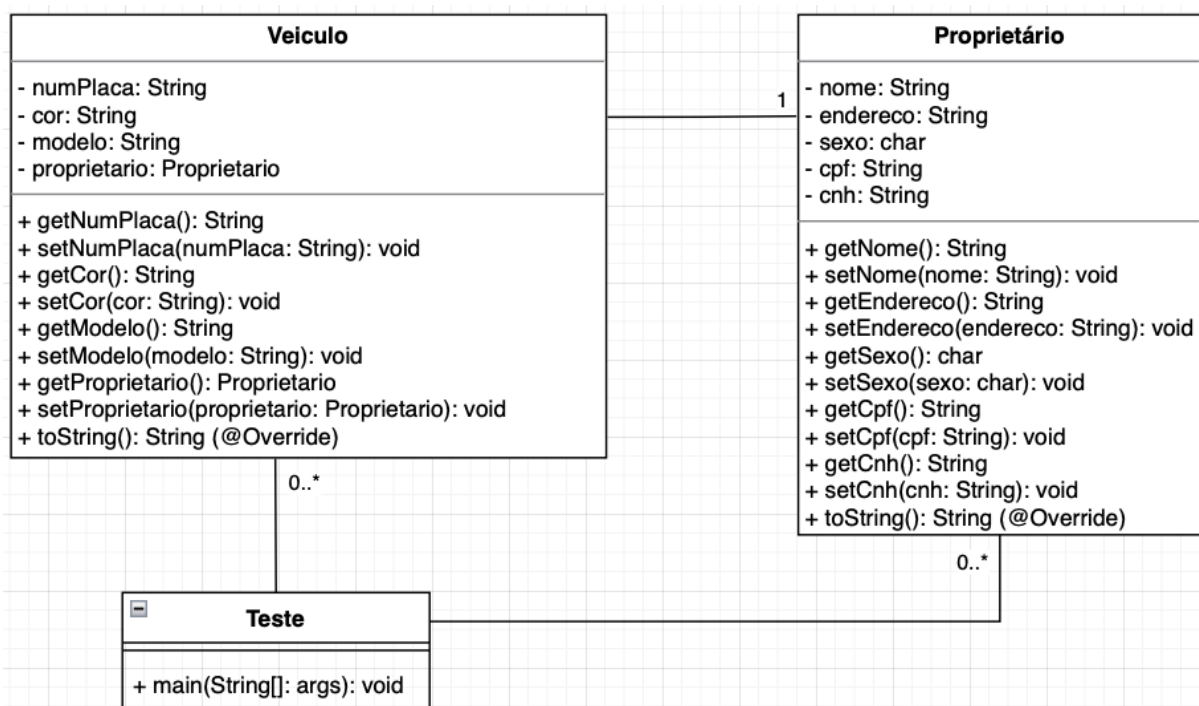 Veiculo
- numPlaca: String
- cor: String
- modelo: String
- proprietario: Proprietario
+ getNumPlaca(): String
+ setNumPlaca(numPlaca: String): void
+ getCor(): String
+ setCor(cor: String): void
+ getModelo(): String
+ setModelo(modelo: String): void
+ getProprietario(): Proprietario
+ setProprietario(proprietario: Proprietario): void
+ toString(): String (@Override)
1
Proprietário
- nome: String
- endereco: String
- sexo: char
- cpf: String
- cnh: String
+ getNome(): String
+ setNome(nome: String): void
+ getEndereco(): String
+ setEndereco(endereco: String): void
+ getSexo(): char
+ setSexo(sexo: char): void
+ getCpf(): String
+ setCpf(cpf: String): void
+ getCnh(): String
+ setCnh(cnh: String): void
+ toString(): String (@Override)
0..*
0..*
Teste
+ main(String[]: args): void